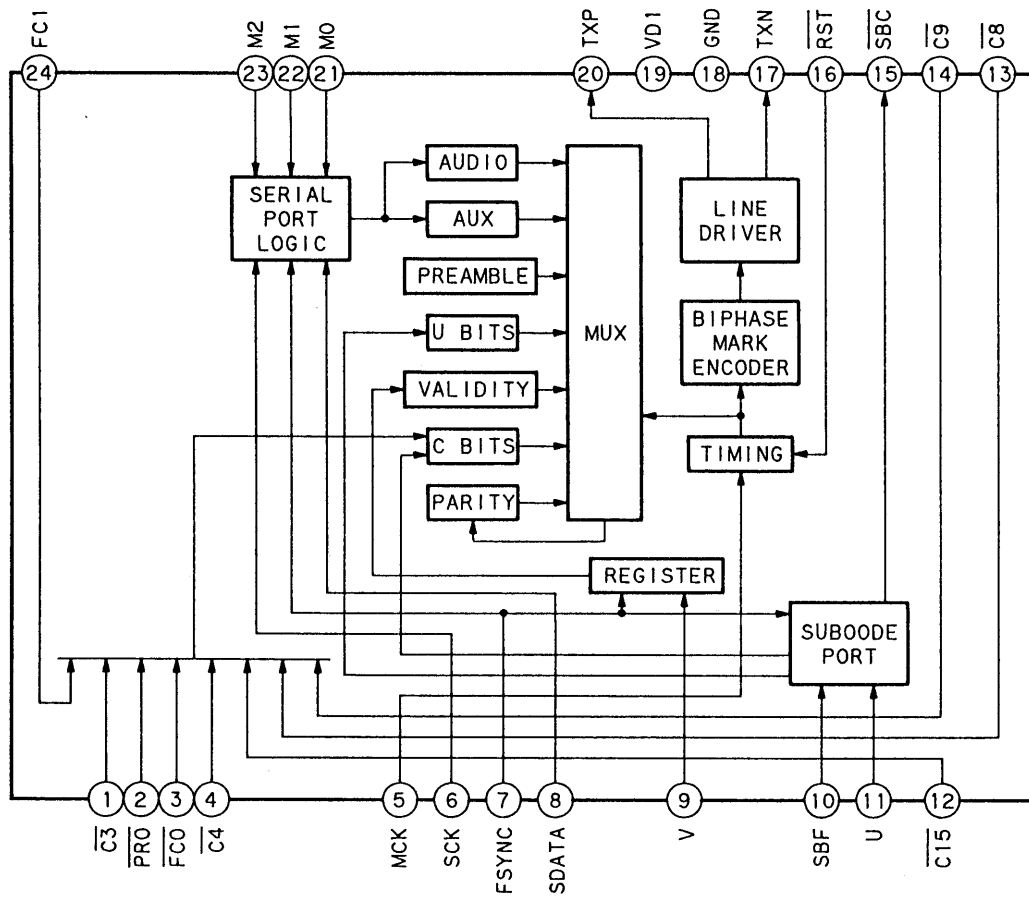 FC1
M2
M1
M0
TXP
VD1
GND
TXN
RST
SBC
C9
C8
24
23
22
21
20
19
18
17
16
15
14
13
SERIAL
PORT
LOGIC
AUDIO
AUX
PREAMBLE
U BITS
VALIDITY
C BITS
PARITY
MUX
LINE
DRIVER
BIPHASE
MARK
ENCODER
TIMING
REGISTER
SUBOODE
PORT
1
2
3
4
5
6
7
8
9
10
11
12
C3
PRO
FC0
C4
MCK
SCK
FSYNC
SDATA
V
SBF
U
C15